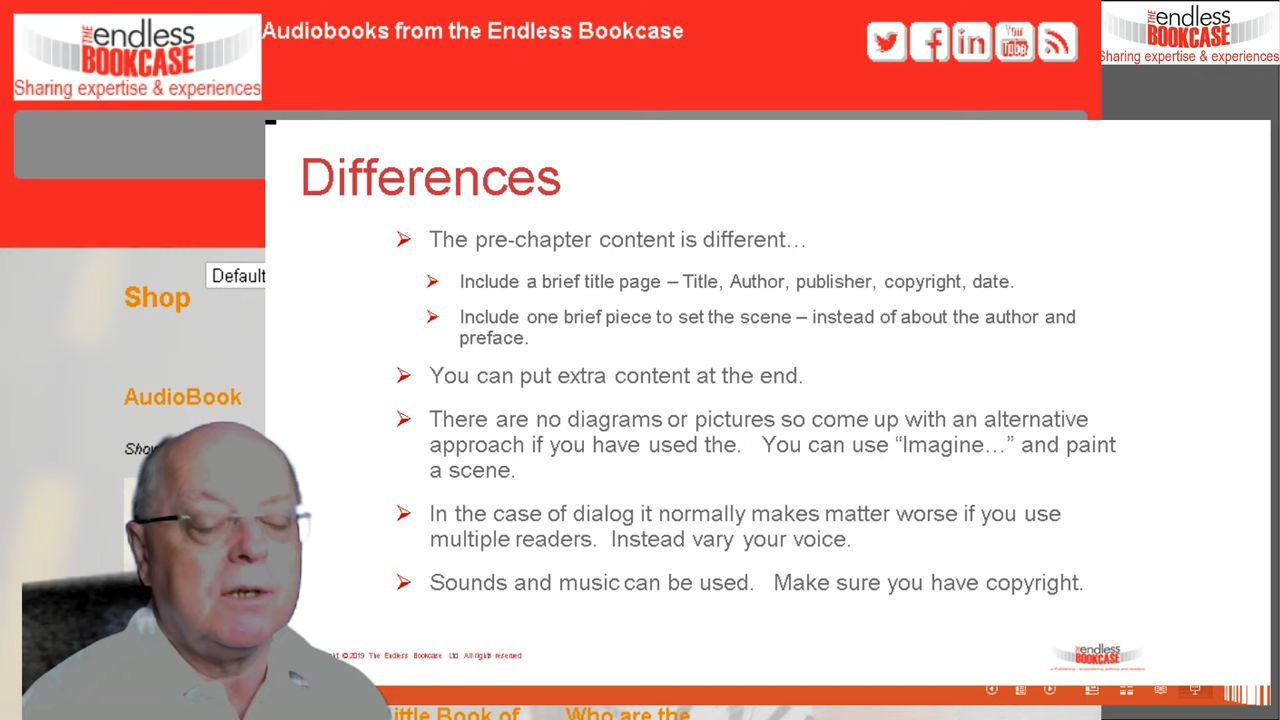 THE endless
BOOKCASE
Sharing expertise & experiences
Audiobooks from the Endless Bookcase
You
Tube
THE endless
BOOKCASE
Sharing expertise & experiences
Default
Shop
AudioBook
Differences
The pre-chapter content is different…
Include a brief title page – Title, Author, publisher, copyright, date.
Include one brief piece to set the scene – instead of about the author and
preface.
You can put extra content at the end.
There are no diagrams or pictures so come up with an alternative
approach if you have used the. You can use “Imagine…” and paint
a scene.
In the case of dialog it normally makes matter worse if you use
multiple readers. Instead vary your voice.
Sounds and music can be used. Make sure you have copyright.
© 2019 The Endless Bookcase Ltd All rights reserved
THE endless
BOOKCASE
ittle Book of
Who are the